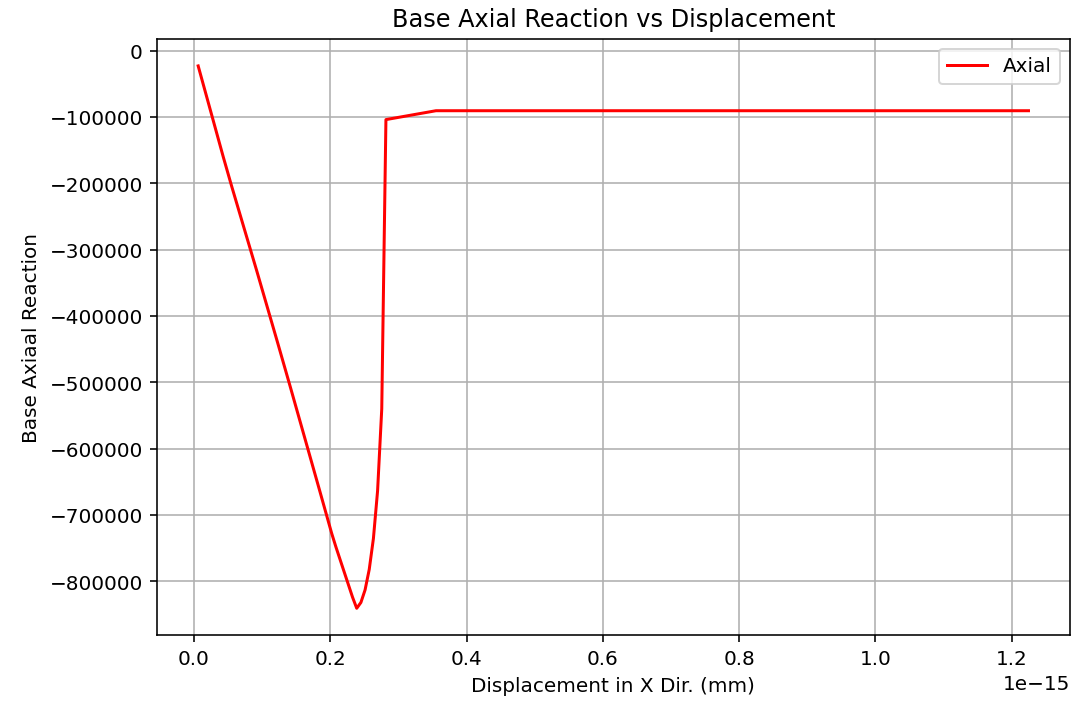 Base Axial Reaction vs Displacement
Axial
0
−100000
−200000
−300000
−400000
−500000
−600000
−700000
−800000
Base Axiaal Reaction
0.0 0.2 0.4 0.6 0.8 1.0 1.2
1e−15
Displacement in X Dir. (mm)